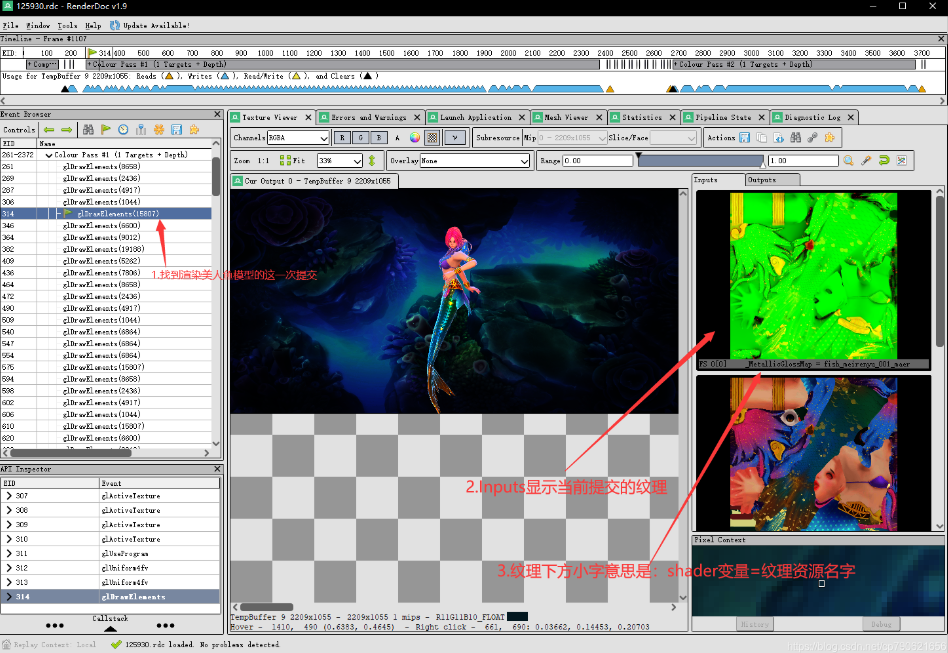 125930.rdc - RenderDoc v1.9
File Window Tools Help Update Available!
Timeline - Frame #1107
EID: 100 200 314 400 500 600 700 800 900 1000 1100 1200 1300 1400 1500 1600 1700 1800 1900 2000 2100 2200 2300 2400 2500 2600 2700 2800 2900 3000 3100 3200 3300 3400 3500 3700
+ Colour Pass #1 (1 Targets + Depth)
+ Colour Pass #2 (1 Targets + Depth)
Usage for TempBuffer 9 2209x1055: Reads ( ), Writes ( ), Read/Write ( ), and Clears ( )
Event Browser
Controls
EID Name
261-2372 Colour Pass #1 (1 Targets + Depth)
261 glDrawElements(8658)
269 glDrawElements(2436)
287 glDrawElements(4917)
306 glDrawElements(1044)
314 glDrawElements(15807)
346 glDrawElements(6600)
364 glDrawElements(9012)
382 glDrawElements(19188)
409 glDrawElements(5262)
436 glDrawElements(7806)
464 glDrawElements(8658)
472 glDrawElements(2436)
490 glDrawElements(4917)
509 glDrawElements(1044)
540 glDrawElements(6864)
547 glDrawElements(6864)
554 glDrawElements(6864)
575 glDrawElements(15807)
594 glDrawElements(8658)
598 glDrawElements(2436)
602 glDrawElements(4917)
606 glDrawElements(1044)
610 glDrawElements(15807)
620 glDrawElements(6600)
1.找到渲染美人鱼模型的这一次提交
API Inspector
EID Event
307 glActiveTexture
308 glActiveTexture
309 glActiveTexture
310 glActiveTexture
311 glUseProgram
312 glUniform4fv
313 glUniform4fv
314 glDrawElements
Callstack
Texture Viewer Errors and Warnings Launch Application Mesh Viewer Statistics Pipeline State Diagnostic Log
Channels RGBA R G B A Subresource Mip 0 - 2209x1055 Slice/Face Actions
Zoom 1:1 Fit 33% Overlay None Range 0.00 1.00
Cur Output 0 - TempBuffer 9 2209x1055
Inputs Outputs
FS 0[0] _MetallicGlossMap = fish_meirenyu_001_maer
2.Inputs显示当前提交的纹理
3.纹理下方小字意思是：shader变量=纹理资源名字
Pixel Context
History Debug
TempBuffer 9 2209x1055 - 2209x1055 1 mips - R11G11B10_FLOAT
Hover - 1410, 490 (0.6383, 0.4645) - Right click - 661, 690: 0.03662, 0.14453, 0.20703
Replay Context: Local 125930.rdc loaded. No problems detected.